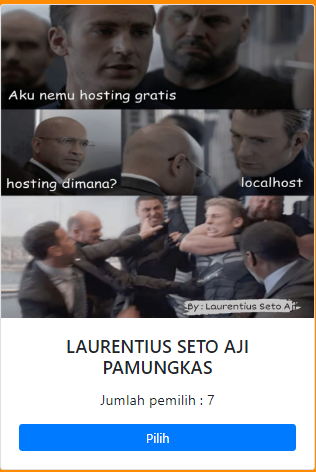 Aku nemu hosting gratis
hosting dimana?
localhost
By : Laurentius Seto Aji
LAURENTIUS SETO AJI
PAMUNGKAS
Jumlah pemilih : 7
Pilih